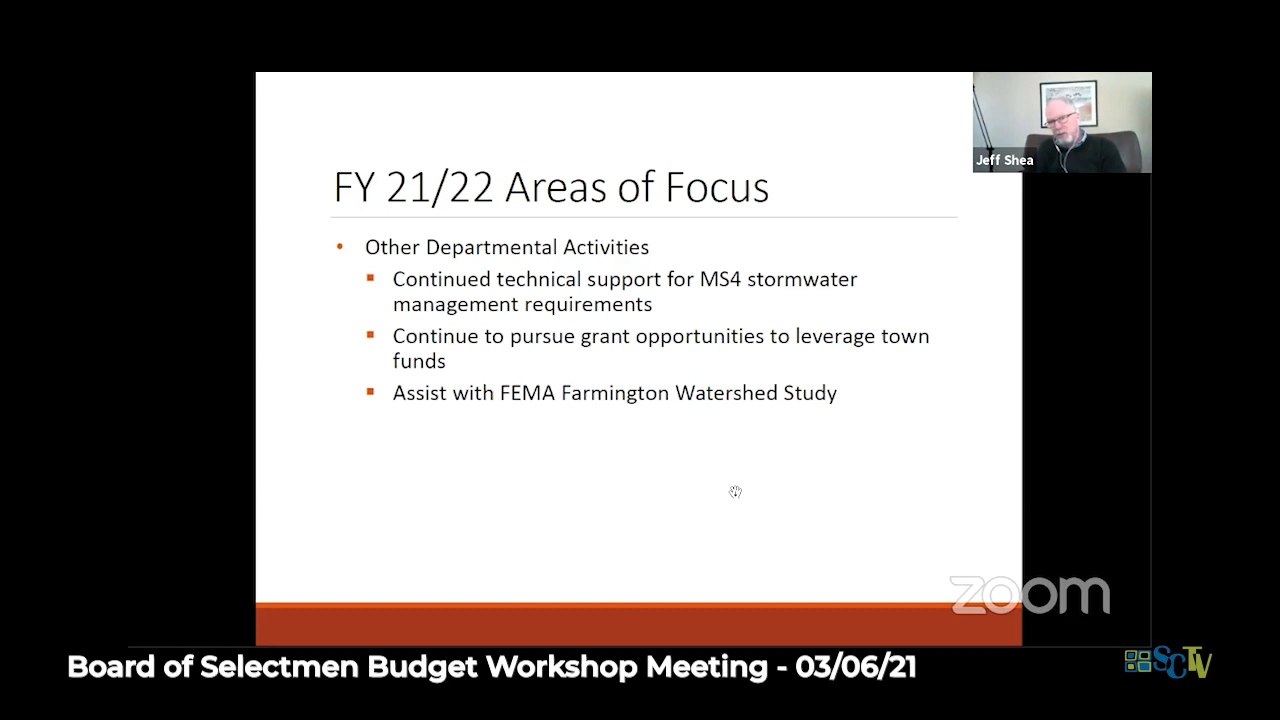 Jeff Shea
FY 21/22 Areas of Focus
• Other Departmental Activities
▪ Continued technical support for MS4 stormwater
management requirements
▪ Continue to pursue grant opportunities to leverage town
funds
▪ Assist with FEMA Farmington Watershed Study
zoom
Board of Selectmen Budget Workshop Meeting - 03/06/21
SCTV